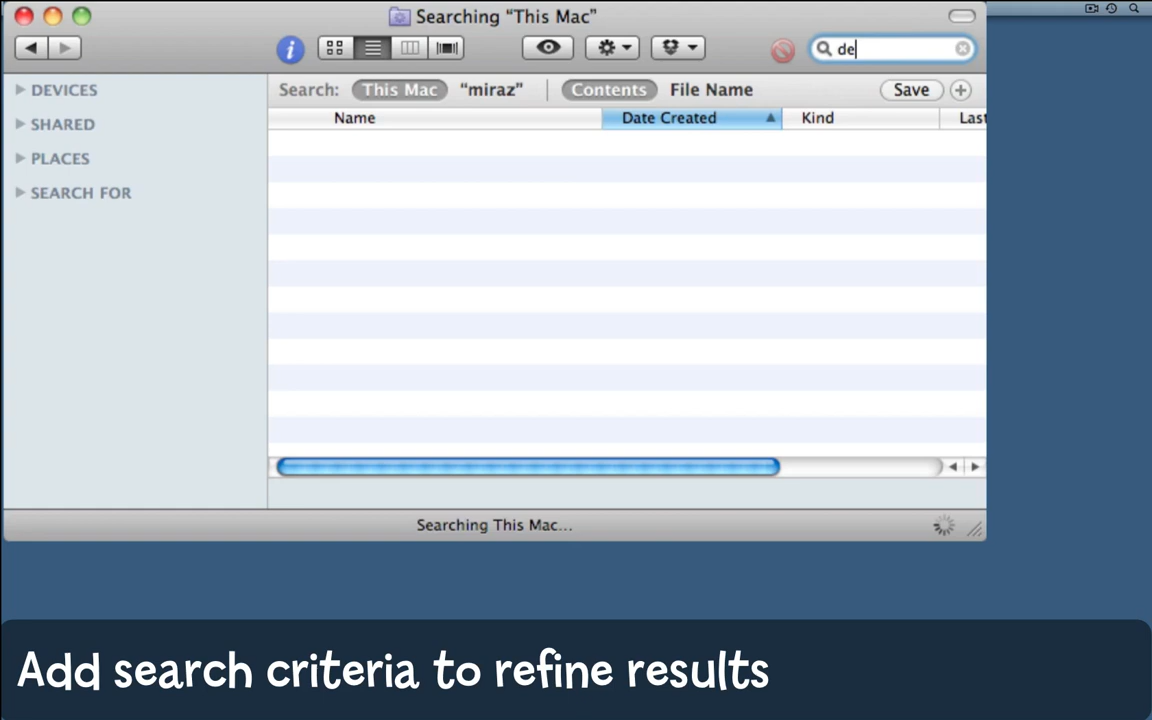 Searching “This Mac”
de
DEVICES
SHARED
PLACES
SEARCH FOR
Search: This Mac “miraz” Contents File Name Save
Name Date Created Kind Last
Searching This Mac...
Add search criteria to refine results